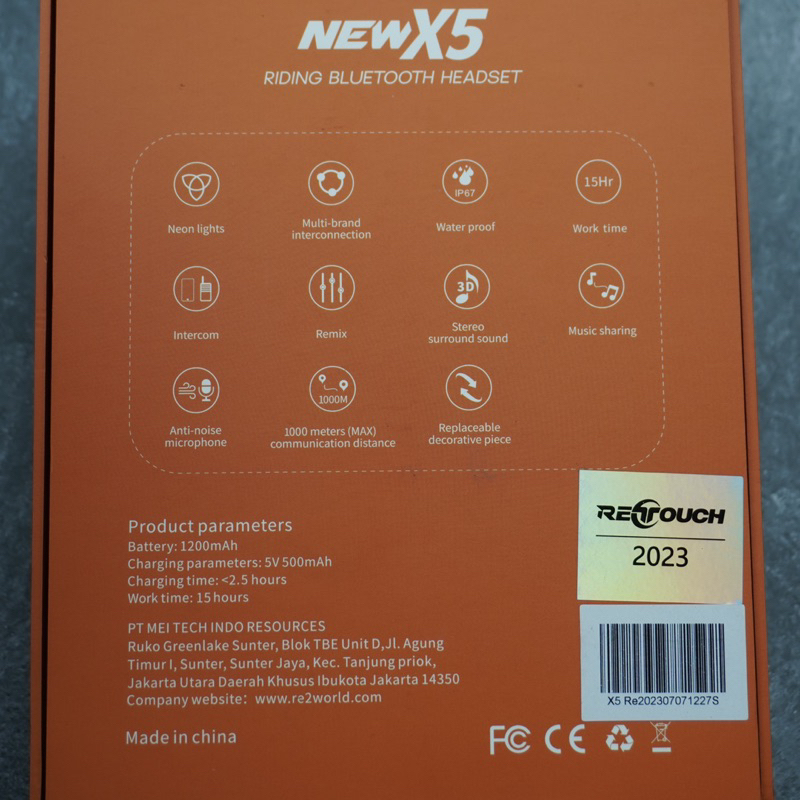 NEW X5
RIDING BLUETOOTH HEADSET
Neon lights
Multi-brand
interconnection
IP67
Water proof
15Hr
Work time
Intercom
Remix
3D
Stereo
surround sound
Music sharing
Anti-noise
microphone
1000M
1000 meters (MAX)
communication distance
Replaceable
decorative piece
Product parameters
Battery: 1200mAh
Charging parameters: 5V 500mAh
Charging time: <2.5 hours
Work time: 15 hours
PT MEI TECH INDO RESOURCES
Ruko Greenlake Sunter, Blok TBE Unit D,Jl. Agung
Timur I, Sunter, Sunter Jaya, Kec. Tanjung priok,
Jakarta Utara Daerah Khusus Ibukota Jakarta 14350
Company website: www.re2world.com
Made in china
RETOUCH
2023
X5 Re202307071227S
FC CE